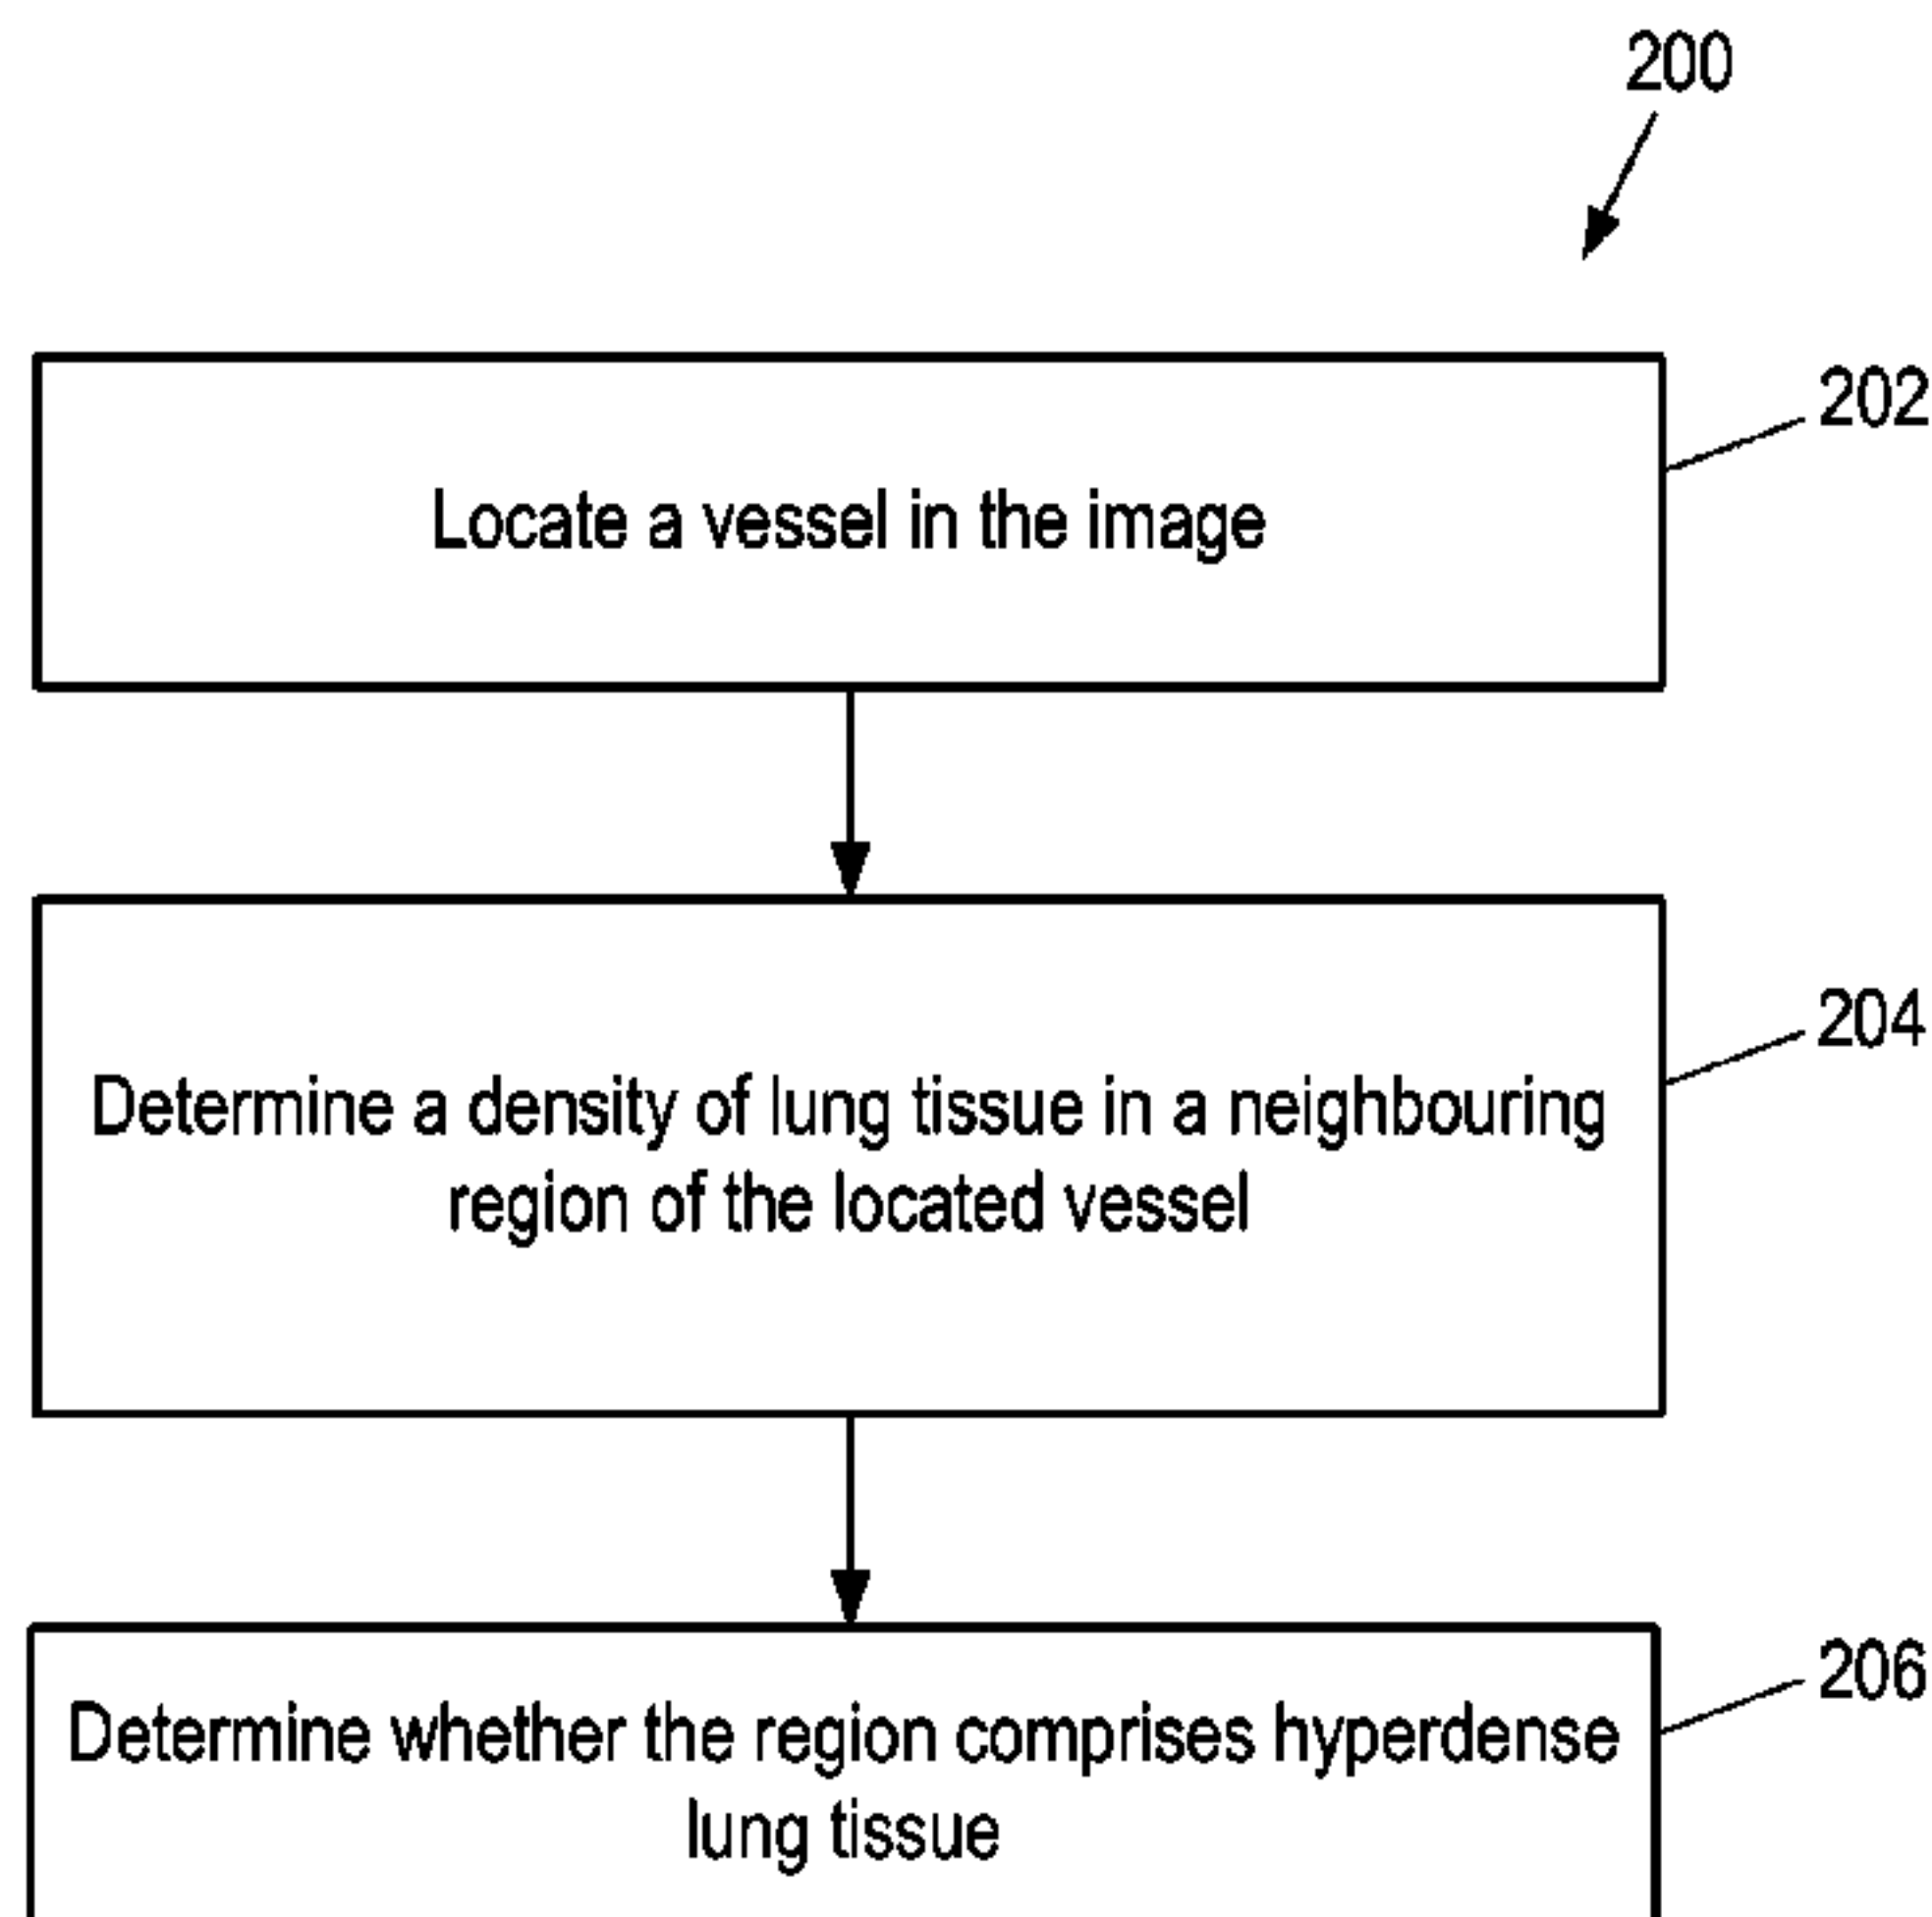 200
202
Locate a vessel in the image
204
Determine a density of lung tissue in a neighbouring
region of the located vessel
206
Determine whether the region comprises hyperdense
lung tissue